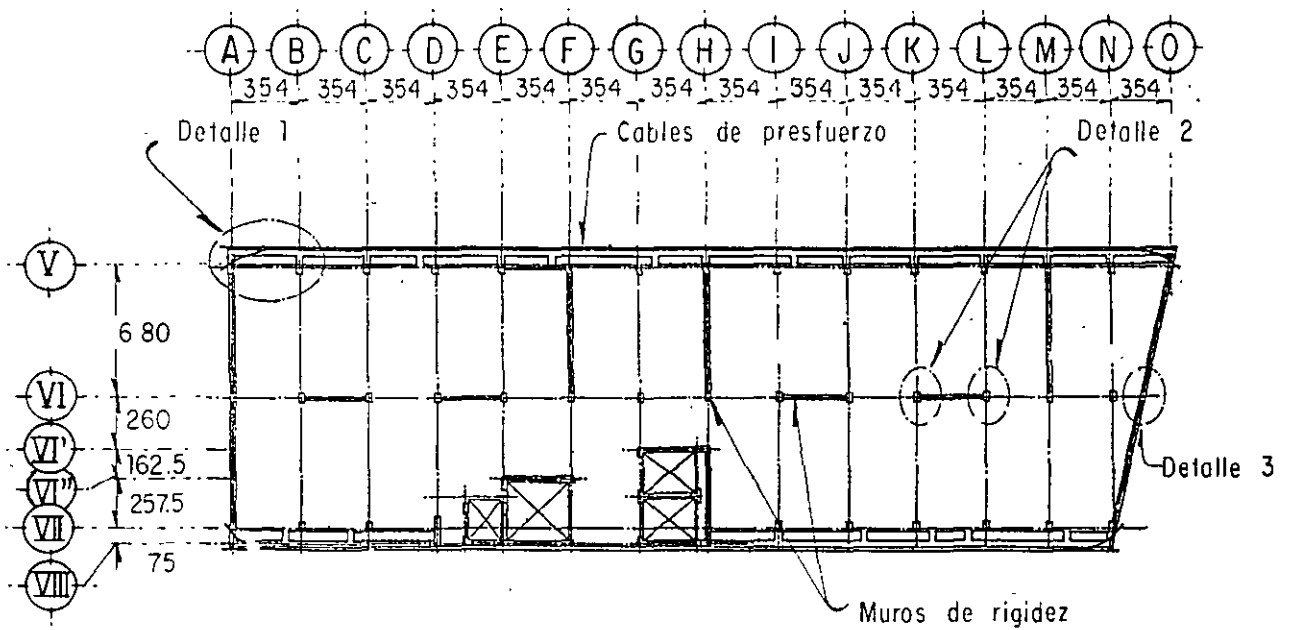 A B C D E F G H I J K L M N O
354 354 354 354 354 354 354 354 354 354 354 354 354 354
Detalle 1
Cables de presfuerzo
Detalle 2
V
6 80
VI
260
VI'
162.5
VI"
257.5
VII
75
VIII
Detalle 3
Muros de rigidez